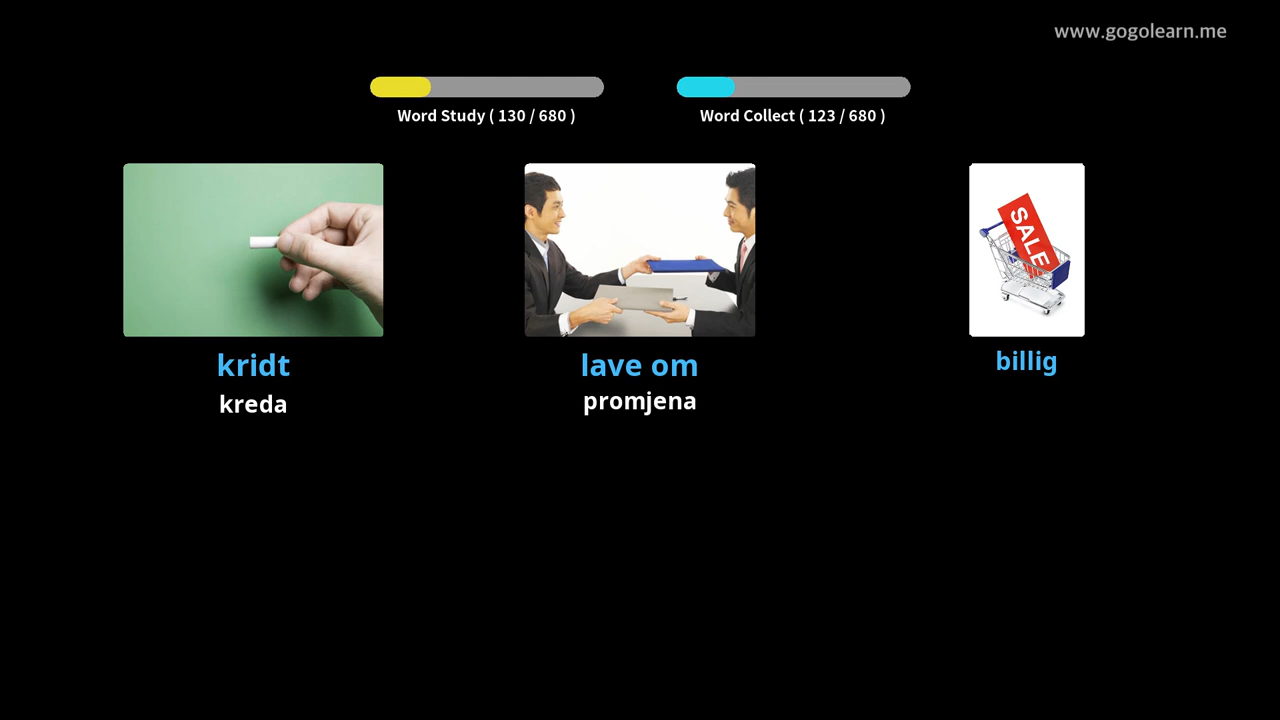 www.gogolearn.me
Word Study ( 130 / 680 )
Word Collect ( 123 / 680 )
SALE
kridt
lave om
billig
kreda
promjena